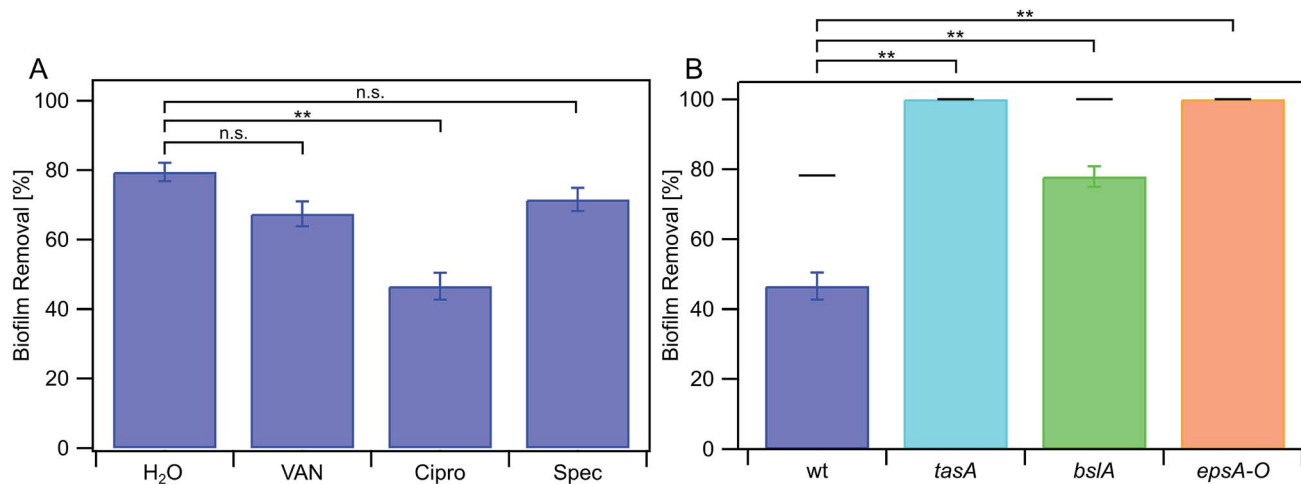 A
Biofilm Removal [%]
100
80
60
40
20
0
n.s.
**
n.s.
H₂O VAN Cipro Spec
B
Biofilm Removal [%]
100
80
60
40
20
0
**
**
**
wt tasA bslA epsA-O